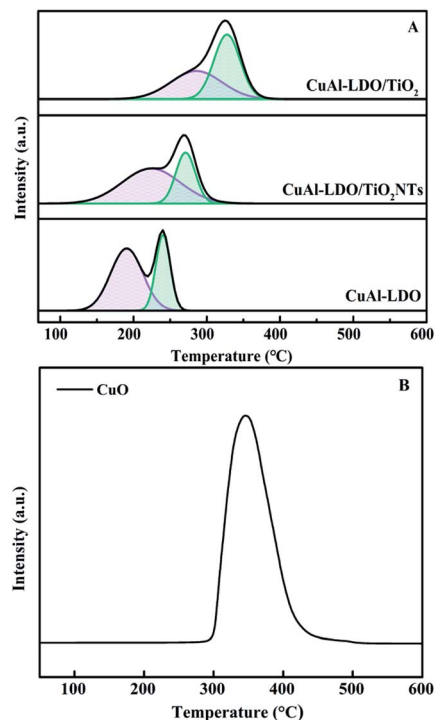 A
CuAl-LDO/TiO₂
CuAl-LDO/TiO₂NTs
CuAl-LDO
Intensity (a.u.)
100 200 300 400 500 600
Temperature (°C)
B
CuO
Intensity (a.u.)
100 200 300 400 500 600
Temperature (°C)